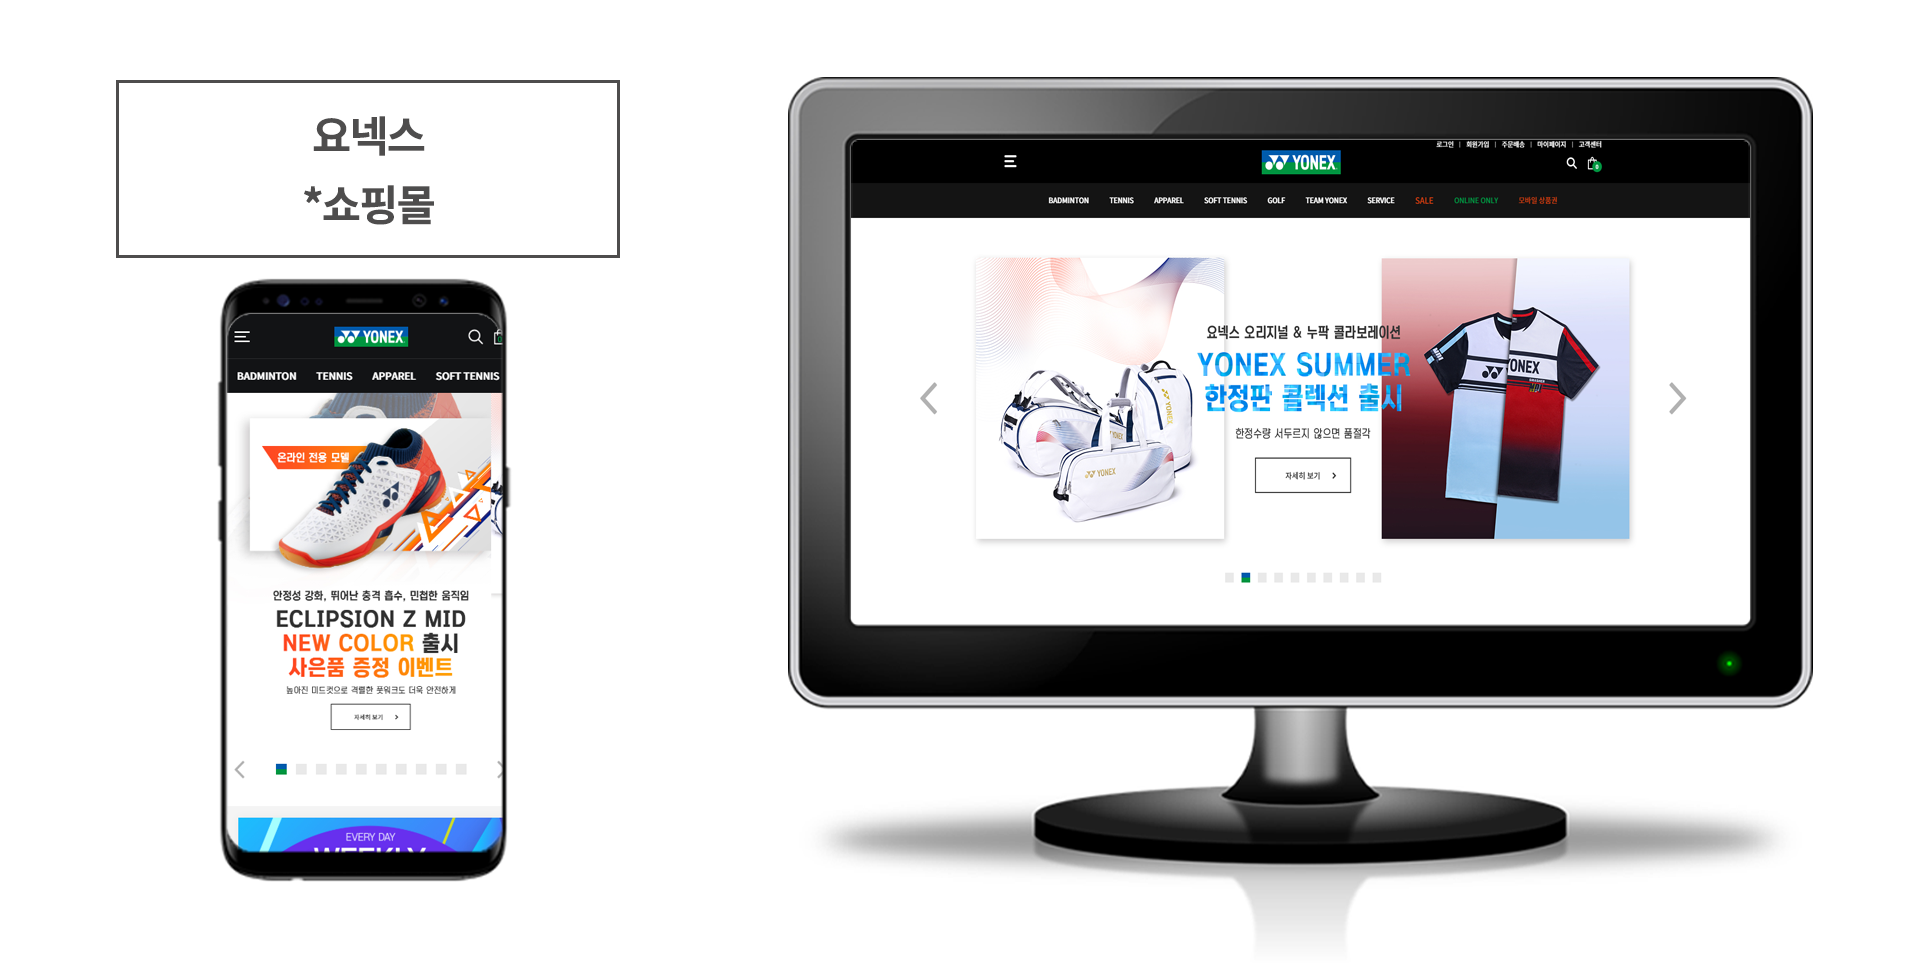 요넥스
*쇼핑몰
YONEX
BADMINTON TENNIS APPAREL SOFT TENNIS
온라인 전용 모델
안정성 강화, 뛰어난 충격 흡수, 민첩한 움직임
ECLIPSION Z MID
NEW COLOR 출시
사은품 증정 이벤트
높아진 미드컷으로 격렬한 풋워크도 더욱 안전하게
자세히 보기
EVERY DAY
WEEKLY
로그인 | 회원가입 | 주문배송 | 마이페이지 | 고객센터
YONEX
0
BADMINTON TENNIS APPAREL SOFT TENNIS GOLF TEAM YONEX SERVICE SALE ONLINE ONLY 모바일 상품권
요넥스 오리지널 & 누팍 콜라보레이션
YONEX SUMMER
한정판 콜렉션 출시
한정수량 서두르지 않으면 품절각
자세히 보기
YONEX
YONEX
YONEX